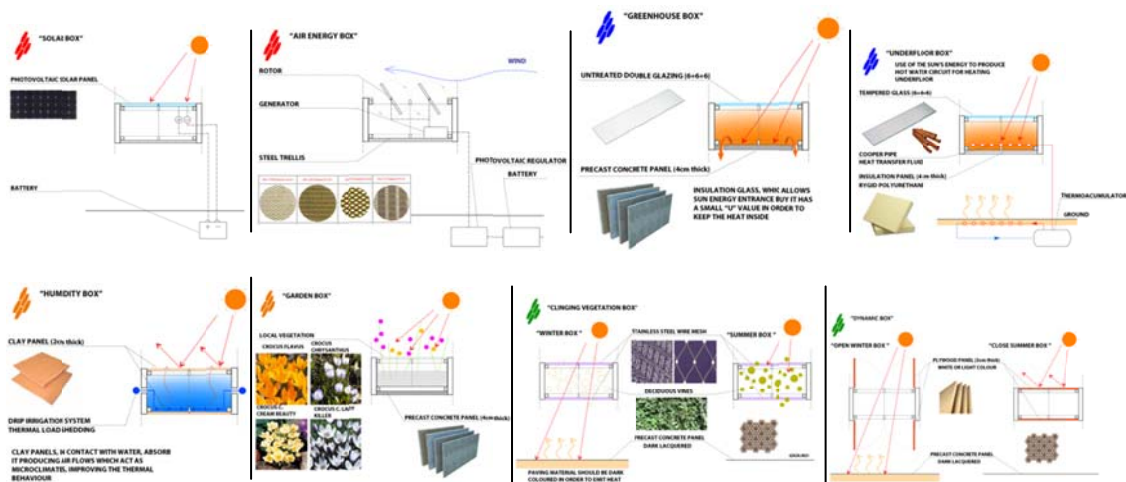 "SOLAI BOX"
PHOTOVOLTAIC SOLAR PANEL
BATTERY
"AIR ENERGY BOX"
ROTOR
WIND
GENERATOR
STEEL TRELLIS
PHOTOVOLTAIC REGULATOR
BATTERY
"GREENHOUSE BOX"
UNTREATED DOUBLE GLAZING (6+6+6)
PRECAST CONCRETE PANEL (4cm thick)
INSULATION GLASS, WHIC ALLOWS
SUN ENERGY ENTRANCE BUY IT HAS
A SMALL "U" VALUE IN ORDER TO
KEEP THE HEAT INSIDE
"UNDERFLOOR BOX"
USE OF THE SUN'S ENERGY TO PRODUCE
HOT WATER CIRCUIT FOR HEATING
UNDERFLOOR
TEMPERED GLASS (6+6+6)
COOPER PIPE
HEAT TRANSFER FLUID
INSULATION PANEL (4 cm thick)
RYGID POLYURETHAN
THERMOACUMULATOR
GROUND
"HUMDITY BOX"
CLAY PANEL (2cm thick)
DRIP IRRIGATION SYSTEM
THERMAL LOAD SHEDDING
CLAY PANELS, IN CONTACT WITH WATER, ABSORB
IT PRODUCING AIR FLOWS WHICH ACT AS
MICROCLIMATES, IMPROVING THE THERMAL
BEHAVIOUR
"GARDEN BOX"
LOCAL VEGETATION
CROCUS FLAVUS
CROCUS
CHRYSANTHUS
CROCUS C.
CREAM BEAUTY
CROCUS C. LADY
KILLER
PRECAST CONCRETE PANEL (4cm thick)
"CLINGING VEGETATION BOX"
"WINTER BOX"
STAINLESS STEEL WIRE MESH
"SUMMER BOX"
DECIDUOUS VINES
PRECAST CONCRETE PANEL
DARK LACQUERED
PAVING MATERIAL SHOULD BE DARK
COLOURED IN ORDER TO EMIT HEAT
GROUND
"DYNAMIC BOX"
"OPEN WINTER BOX"
"CLOSE SUMMER BOX"
PLYWOOD PANEL (2cm thick)
WHITE OR LIGHT COLOUR
PRECAST CONCRETE PANEL
DARK LACQUERED